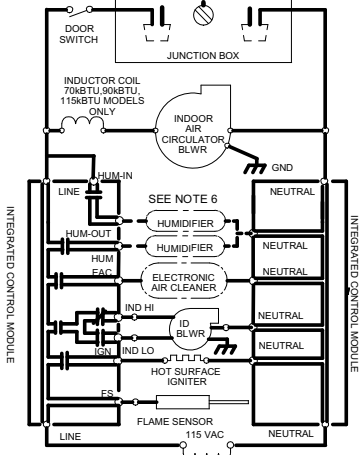 DOOR
SWITCH
JUNCTION BOX
INDUCTOR COIL
70kBTU,90kBTU,
115kBTU MODELS
ONLY
INDOOR
AIR
CIRCULATOR
BLWR
GND
HUM-IN
LINE
NEUTRAL
SEE NOTE 6
HUMIDIFIER
HUM-OUT
HUMIDIFIER
NEUTRAL
HUM
EAC
ELECTRONIC
AIR CLEANER
NEUTRAL
INTEGRATED CONTROL MODULE
INTEGRATED CONTROL MODULE
IND HI
ID
BLWR
NEUTRAL
IGN
IND LO
NEUTRAL
HOT SURFACE
IGNITER
FS
FLAME SENSOR
LINE
115 VAC
NEUTRAL